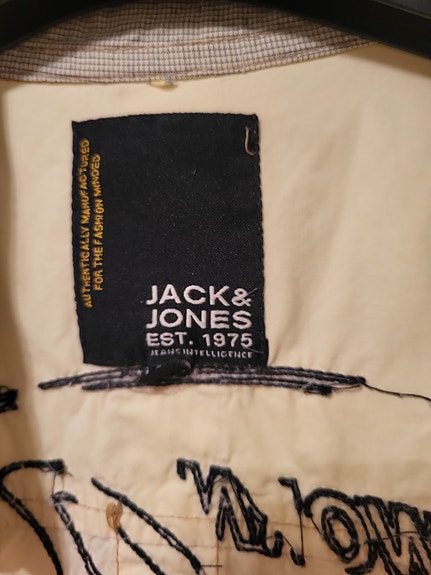 AUTHENTICALLY MANUFACTURED
FOR THE FASHION MINDED
JACK&
JONES
EST. 1975
JEANS INTELLIGENCE